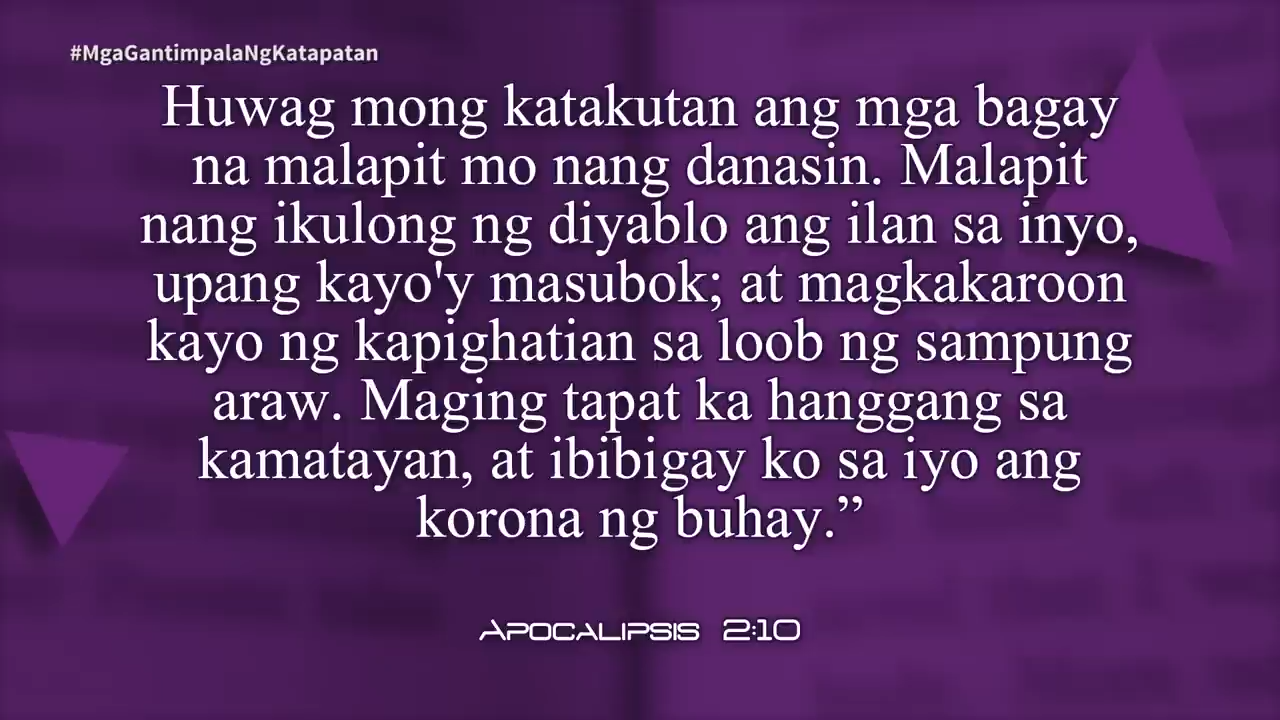 #MgaGantimpalaNgKatapatan
Huwag mong katakutan ang mga bagay
na malapit mo nang danasin. Malapit
nang ikulong ng diyablo ang ilan sa inyo,
upang kayo'y masubok; at magkakaroon
kayo ng kapighatian sa loob ng sampung
araw. Maging tapat ka hanggang sa
kamatayan, at ibibigay ko sa iyo ang
korona ng buhay.”
Apocalipsis 2:10